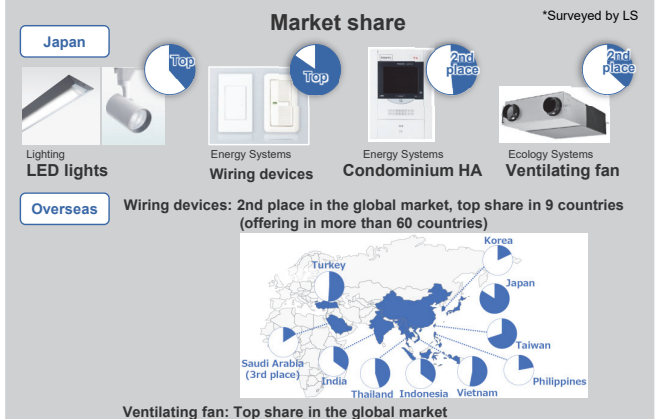 Market share
*Surveyed by LS
Japan
Top
Top
2nd
place
2nd
place
Lighting
LED lights
Energy Systems
Wiring devices
Energy Systems
Condominium HA
Ecology Systems
Ventilating fan
Overseas
Wiring devices: 2nd place in the global market, top share in 9 countries
(offering in more than 60 countries)
Korea
Turkey
Japan
Taiwan
Saudi Arabia
(3rd place)
India
Thailand
Indonesia
Vietnam
Philippines
Ventilating fan: Top share in the global market